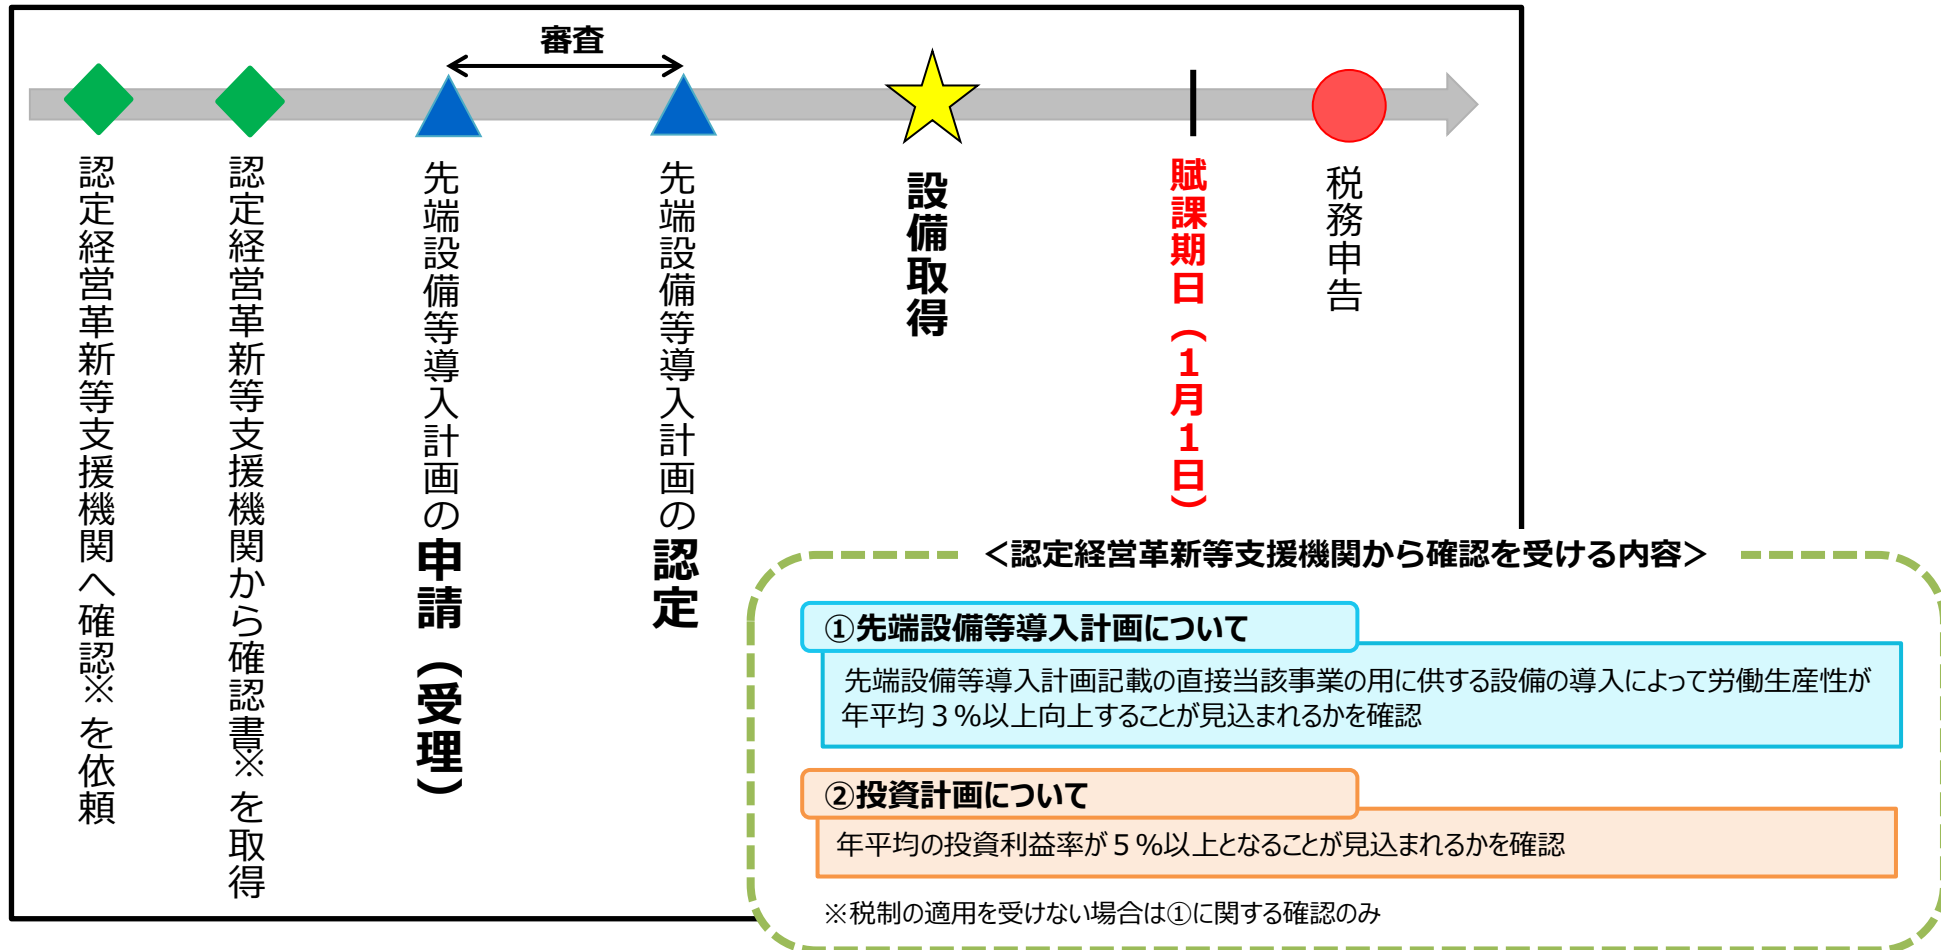 審査
認定経営革新等支援機関へ確認※を依頼
認定経営革新等支援機関から確認書※を取得
先端設備等導入計画の申請（受理）
先端設備等導入計画の認定
設備取得
賦課期日（１月１日）
税務申告
＜認定経営革新等支援機関から確認を受ける内容＞
①先端設備等導入計画について
先端設備等導入計画記載の直接当該事業の用に供する設備の導入によって労働生産性が
年平均３％以上向上することが見込まれるかを確認
②投資計画について
年平均の投資利益率が５％以上となることが見込まれるかを確認
※税制の適用を受けない場合は①に関する確認のみ